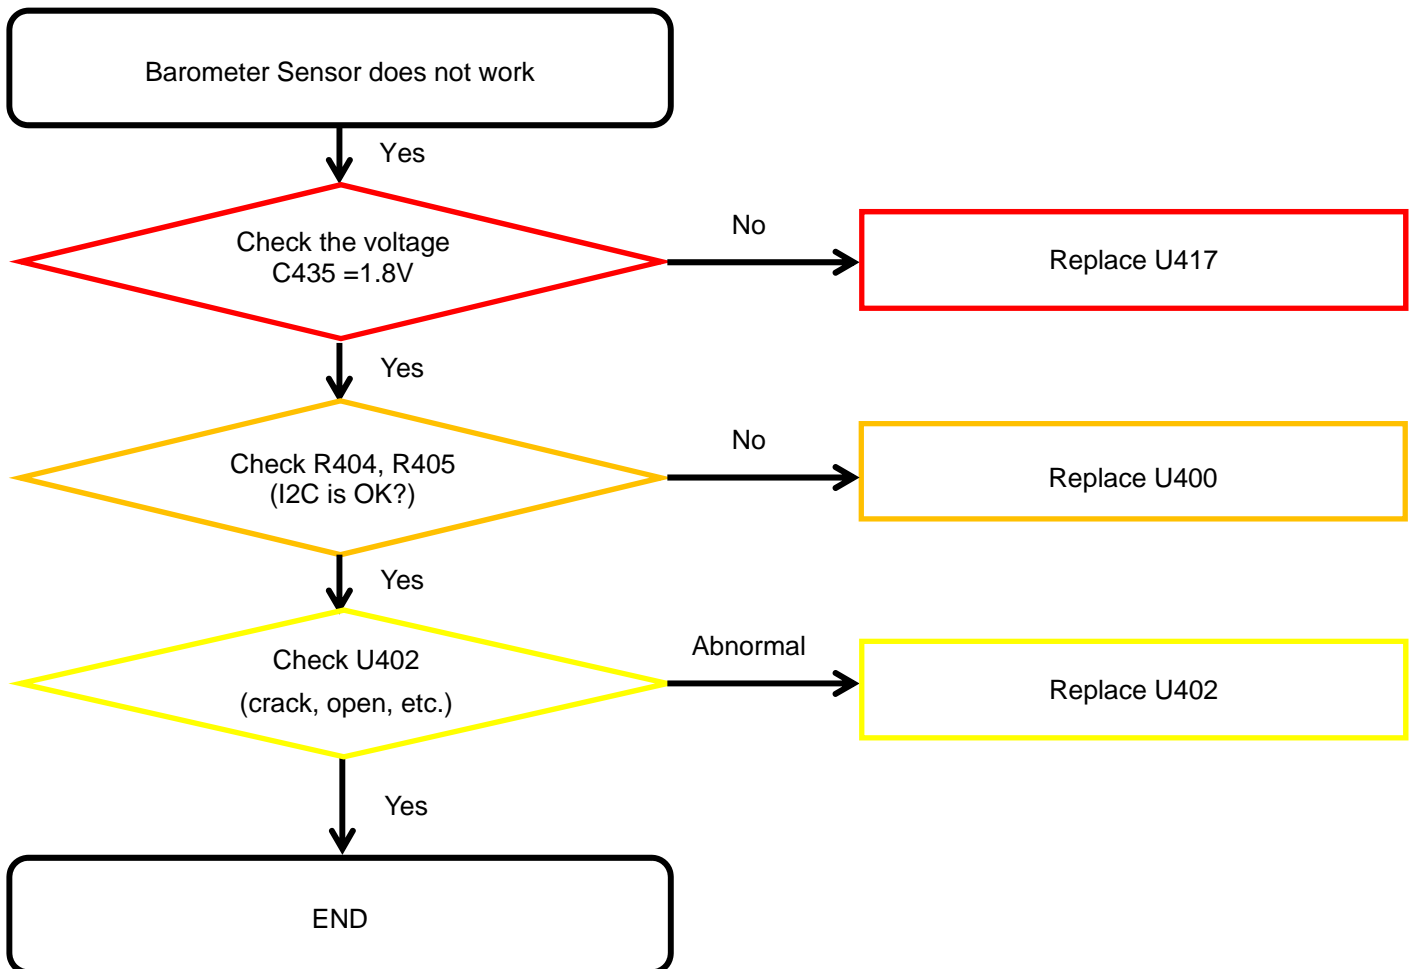 Barometer Sensor does not work
Yes
Check the voltage
C435 =1.8V
No
Replace U417
Yes
Check R404, R405
(I2C is OK?)
No
Replace U400
Yes
Check U402
(crack, open, etc.)
Abnormal
Replace U402
Yes
END